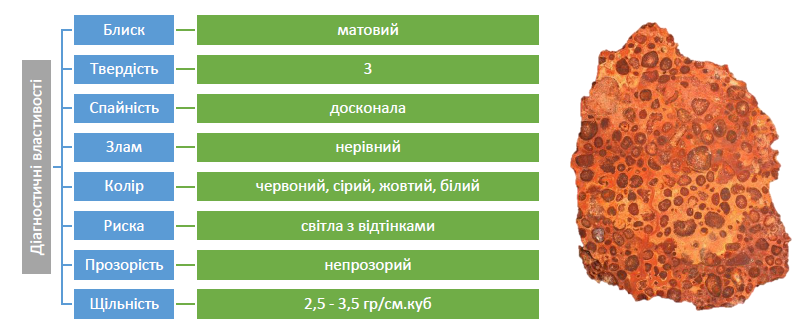 Діагностичні властивості
Блиск матовий
Твердість 3
Спайність досконала
Злам нерівний
Колір червоний, сірий, жовтий, білий
Риска світла з відтінками
Прозорість непрозорий
Щільність 2,5 - 3,5 гр/см.куб